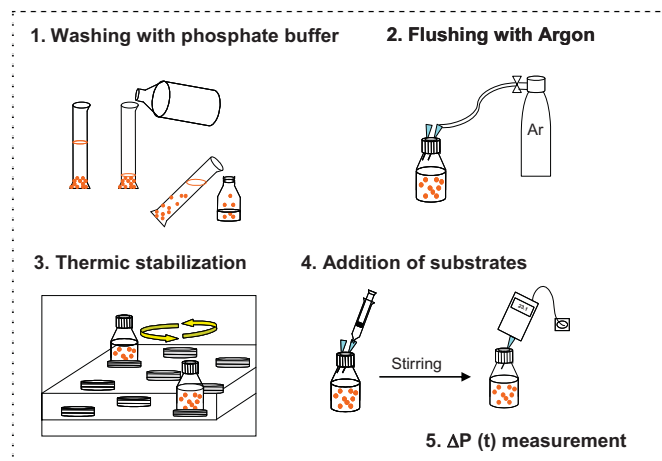 1. Washing with phosphate buffer
2. Flushing with Argon
Ar
3. Thermic stabilization
4. Addition of substrates
Stirring
5. ΔP (t) measurement